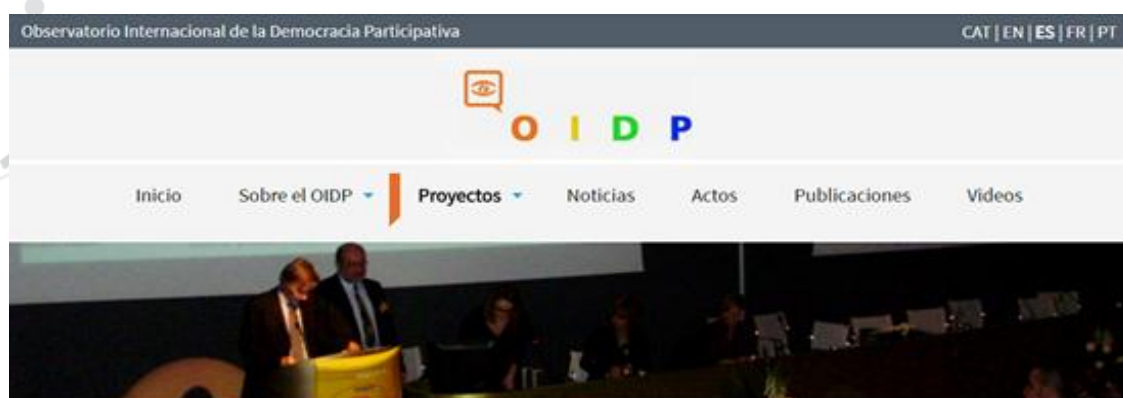 Observatorio Internacional de la Democracia Participativa CAT | EN | ES | FR | PT
O I D P
Inicio Sobre el OIDP Proyectos Noticias Actos Publicaciones Videos